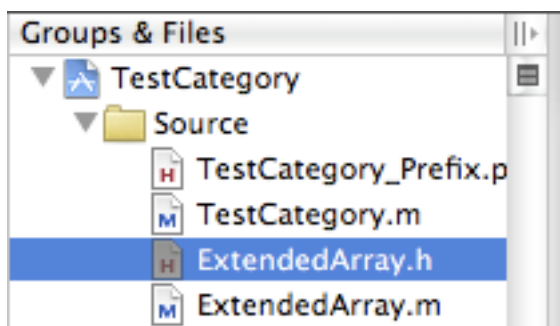 Groups & Files
TestCategory
Source
H TestCategory_Prefix.p
M TestCategory.m
H ExtendedArray.h
M ExtendedArray.m